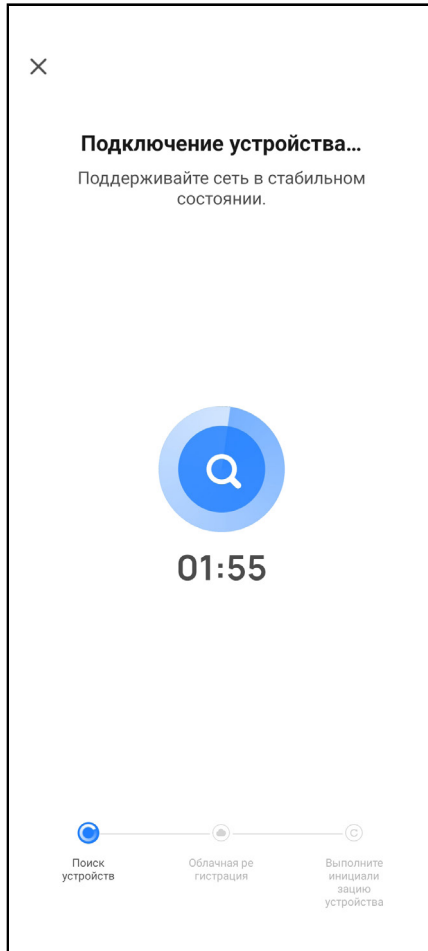 Подключение устройства...
Поддерживайте сеть в стабильном
состоянии.
01:55
Поиск
устройств
Облачная ре
гистрация
Выполните
инициали
зацию
устройства